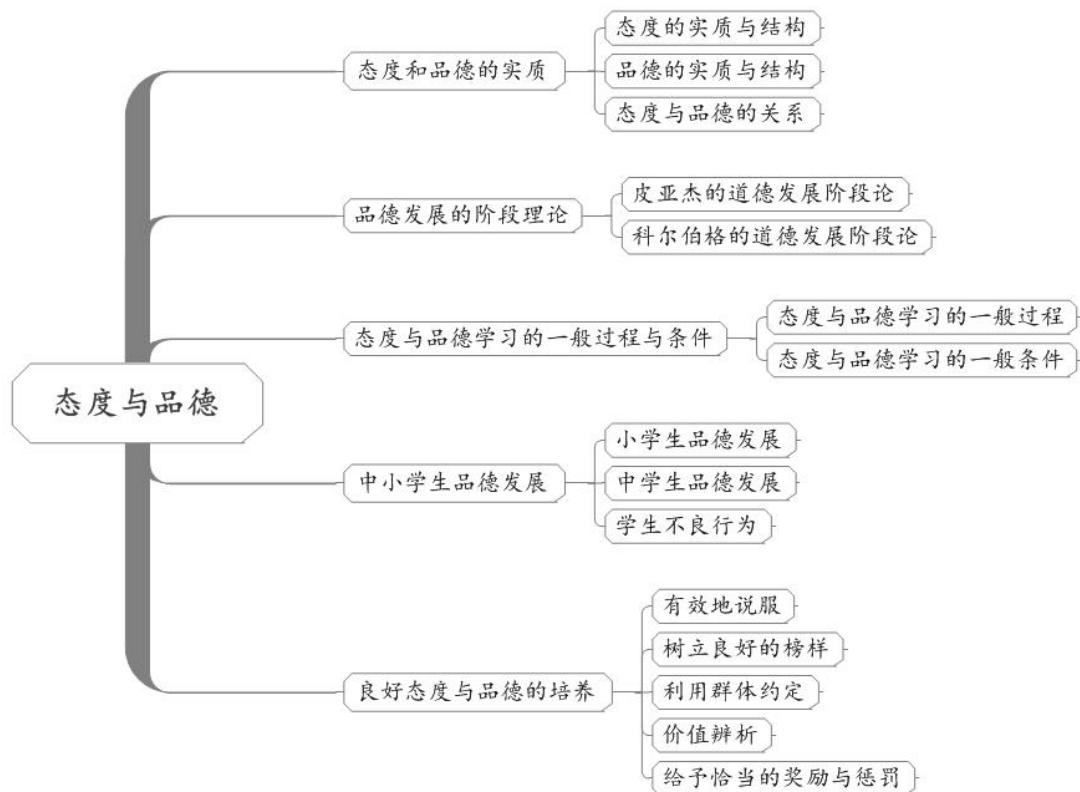 态度与品德
态度和品德的实质
态度的实质与结构
品德的实质与结构
态度与品德的关系
品德发展的阶段理论
皮亚杰的道德发展阶段论
科尔伯格的道德发展阶段论
态度与品德学习的一般过程与条件
态度与品德学习的一般过程
态度与品德学习的一般条件
中小学生品德发展
小学生品德发展
中学生品德发展
学生不良行为
良好态度与品德的培养
有效地说服
树立良好的榜样
利用群体约定
价值辨析
给予恰当的奖励与惩罚